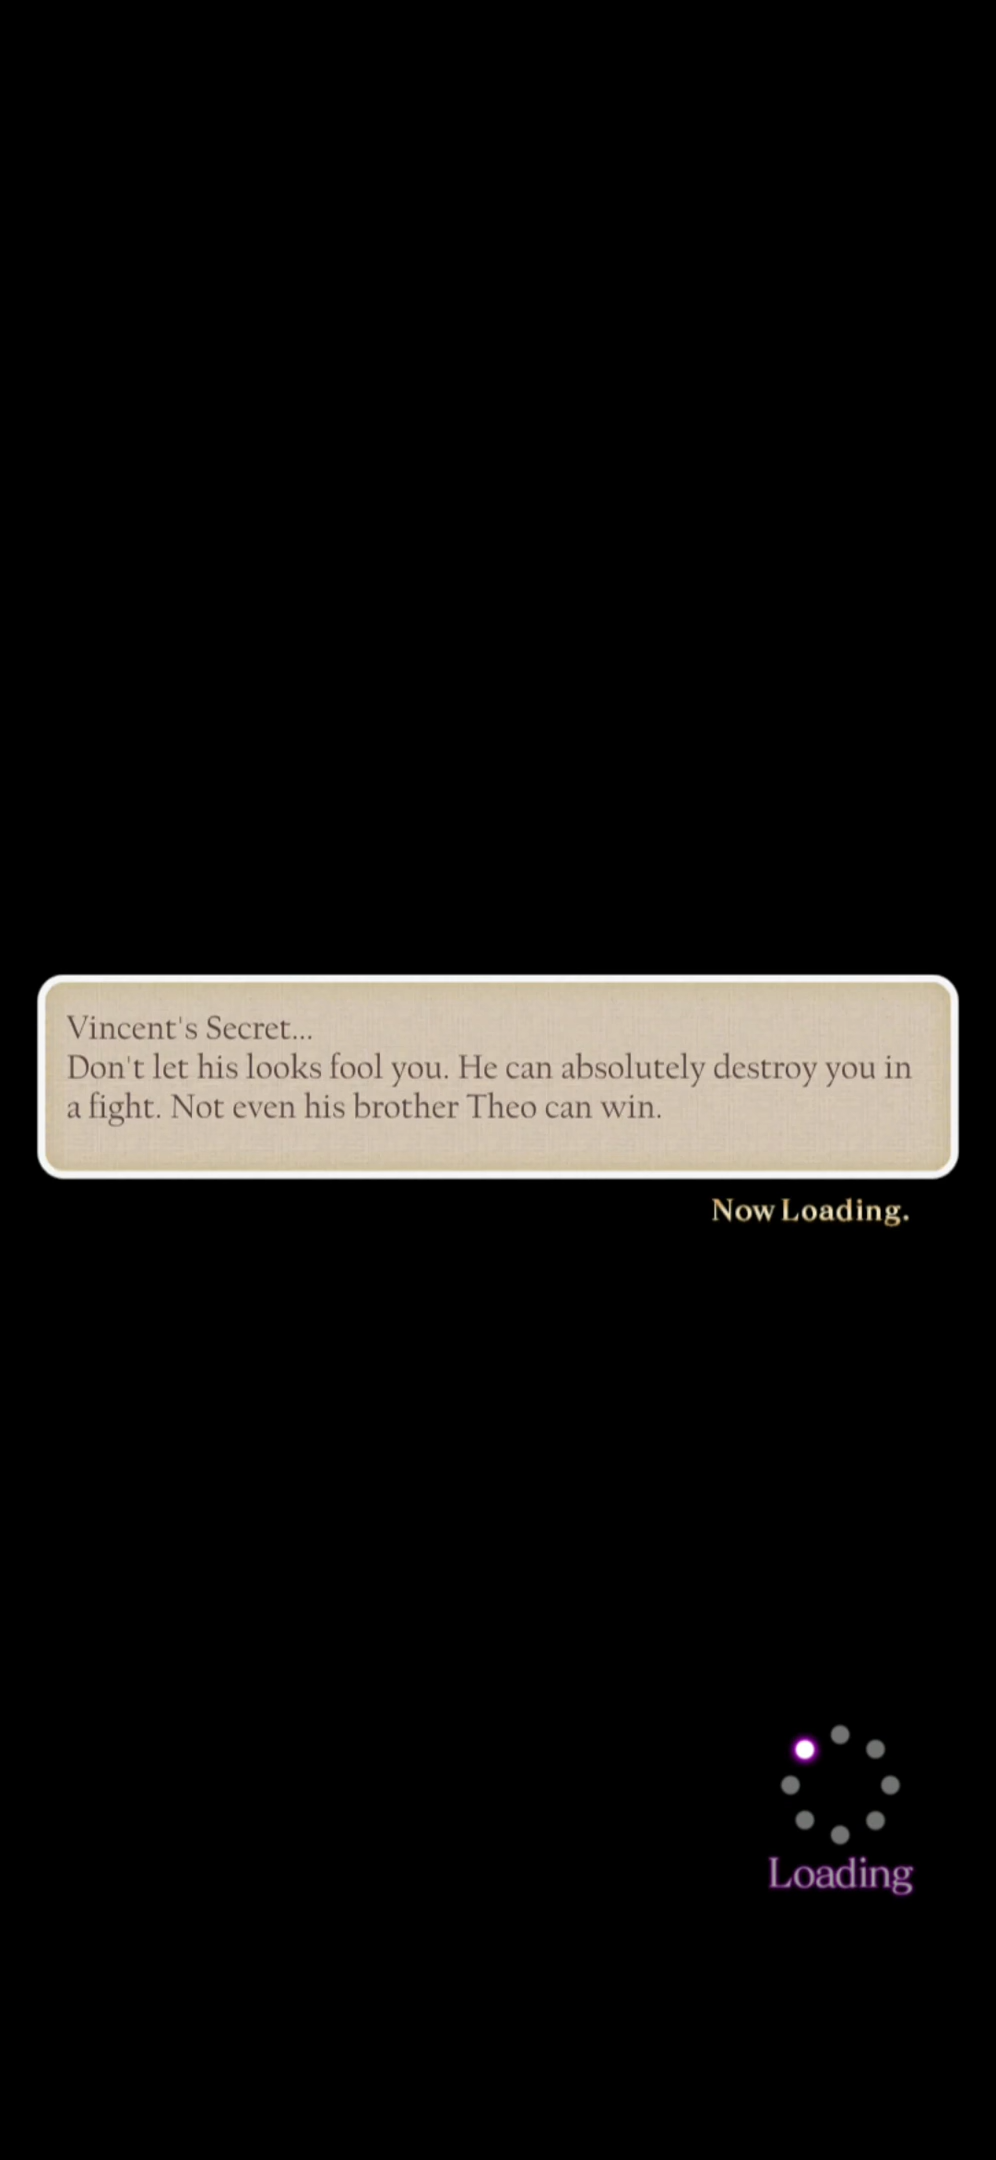 Vincent's Secret...
Don't let his looks fool you. He can absolutely destroy you in
a fight. Not even his brother Theo can win.
Now Loading.
Loading